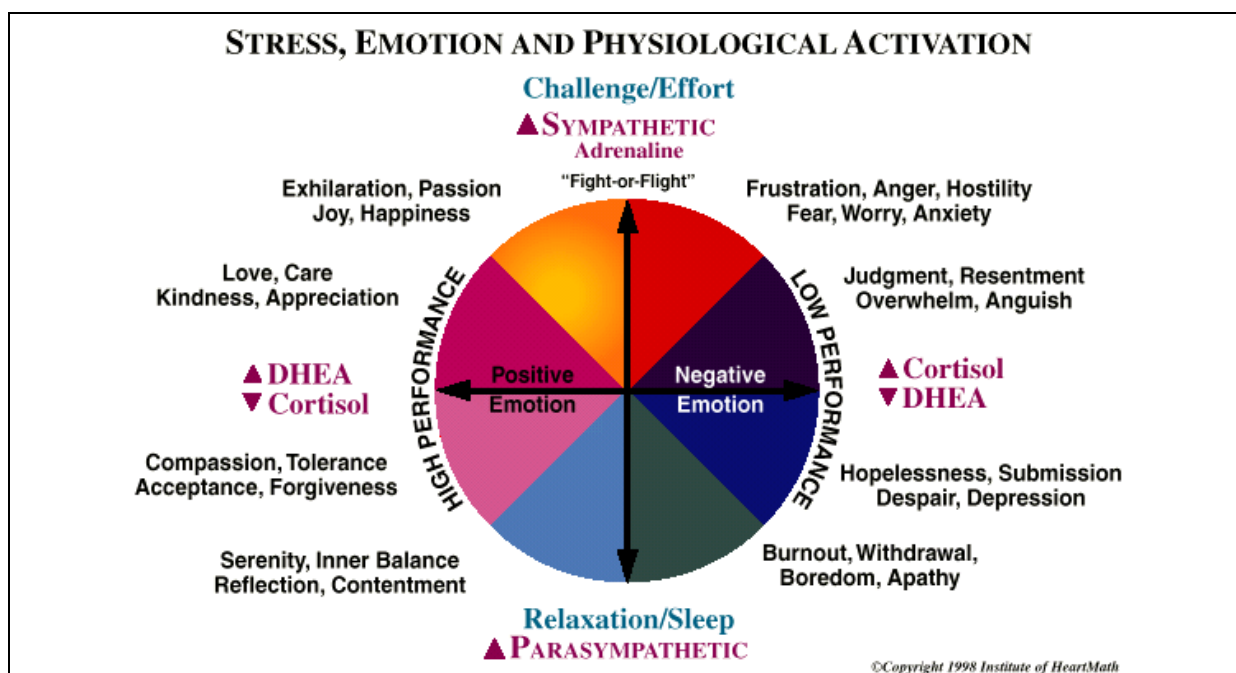 STRESS, EMOTION AND PHYSIOLOGICAL ACTIVATION
Challenge/Effort
▲SYMPATHETIC
Adrenaline
"Fight-or-Flight"
Exhilaration, Passion
Joy, Happiness
Frustration, Anger, Hostility
Fear, Worry, Anxiety
Love, Care
Kindness, Appreciation
Judgment, Resentment
Overwhelm, Anguish
HIGH PERFORMANCE
LOW PERFORMANCE
▲ DHEA
▼ Cortisol
Positive
Emotion
Negative
Emotion
▲ Cortisol
▼ DHEA
Compassion, Tolerance
Acceptance, Forgiveness
Hopelessness, Submission
Despair, Depression
Serenity, Inner Balance
Reflection, Contentment
Burnout, Withdrawal,
Boredom, Apathy
Relaxation/Sleep
▲ PARASYMPATHETIC
©Copyright 1998 Institute of HeartMath